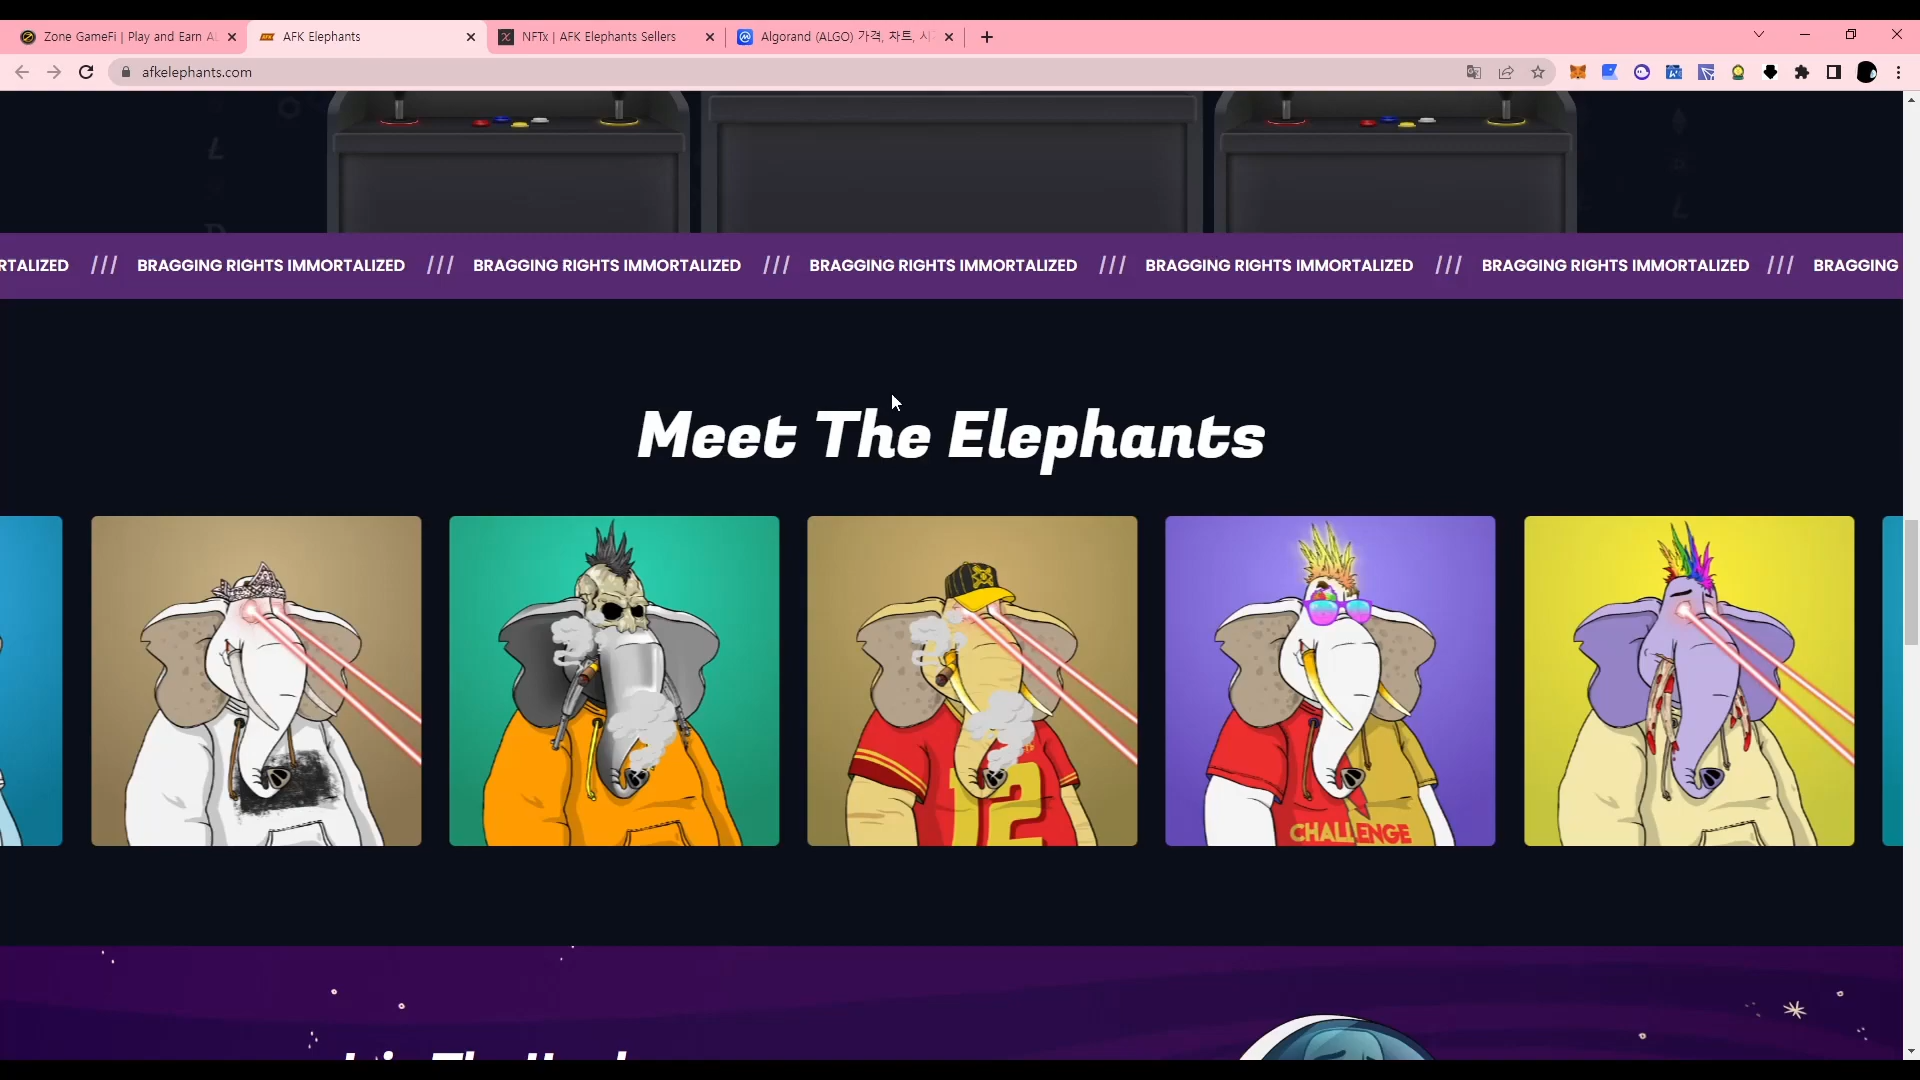 Zone GameFi | Play and Earn AL
AFK Elephants
NFTx | AFK Elephants Sellers
Algorand (ALGO) 가격, 차트, 시
afkelephants.com
RTALIZED /// BRAGGING RIGHTS IMMORTALIZED /// BRAGGING RIGHTS IMMORTALIZED /// BRAGGING RIGHTS IMMORTALIZED /// BRAGGING RIGHTS IMMORTALIZED /// BRAGGING RIGHTS IMMORTALIZED /// BRAGGING
Meet The Elephants
12
CHALLENGE